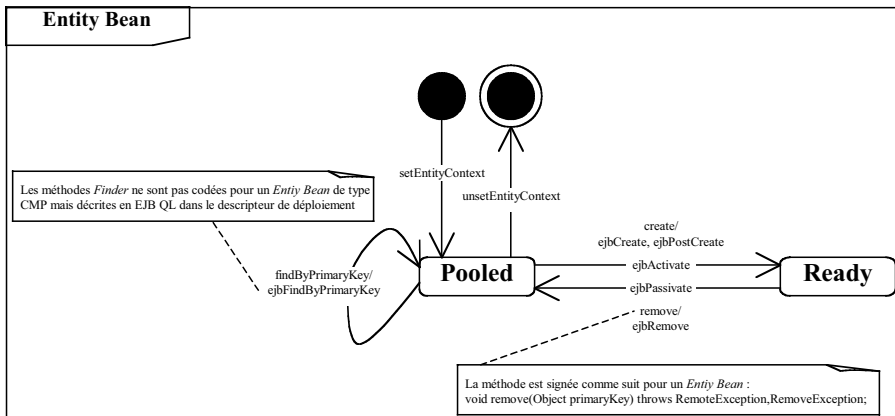 Entity Bean
setEntityContext
unsetEntityContext
Les méthodes Finder ne sont pas codées pour un Entiy Bean de type
CMP mais décrites en EJB QL dans le descripteur de déploiement
create/
ejbCreate, ejbPostCreate
findByPrimaryKey/
ejbFindByPrimaryKey
Pooled
ejbActivate
Ready
ejbPassivate
remove/
ejbRemove
La méthode est signée comme suit pour un Entiy Bean :
void remove(Object primaryKey) throws RemoteException,RemoveException;